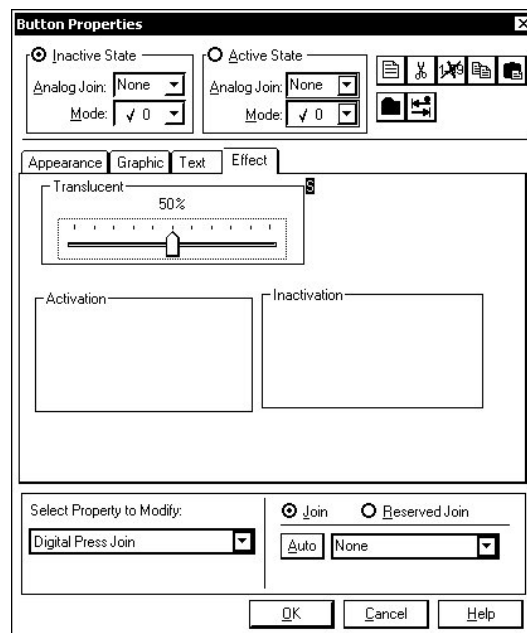 Button Properties
Inactive State
Analog Join: None
Mode: √ 0
Active State
Analog Join: None
Mode: √ 0
Appearance Graphic Text Effect
Translucent
50%
S
Activation
Inactivation
Select Property to Modify:
Digital Press Join
Join Reserved Join
Auto None
OK Cancel Help